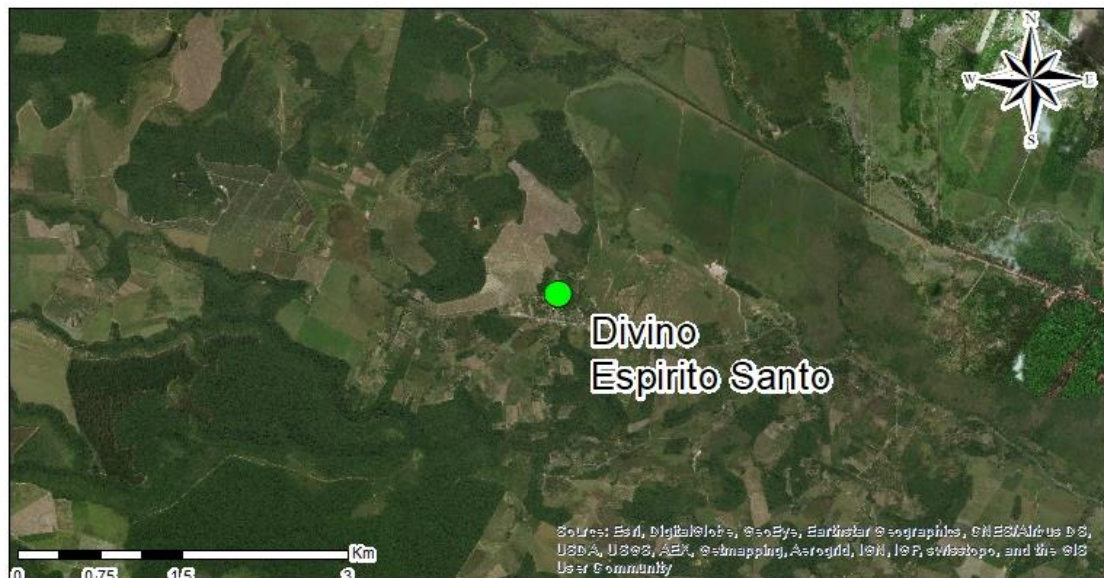 N
W E
S
Divino
Espirito Santo
Source: Esri, DigitalGlobe, GeoEye, Earthstar Geographics, CNES/Airbus DS,
USDA, USGS, AEX, Getmapping, Aerogrid, IGN, IGP, swisstopo, and the GIS
User Community
Km
0 0,75 1,5 3